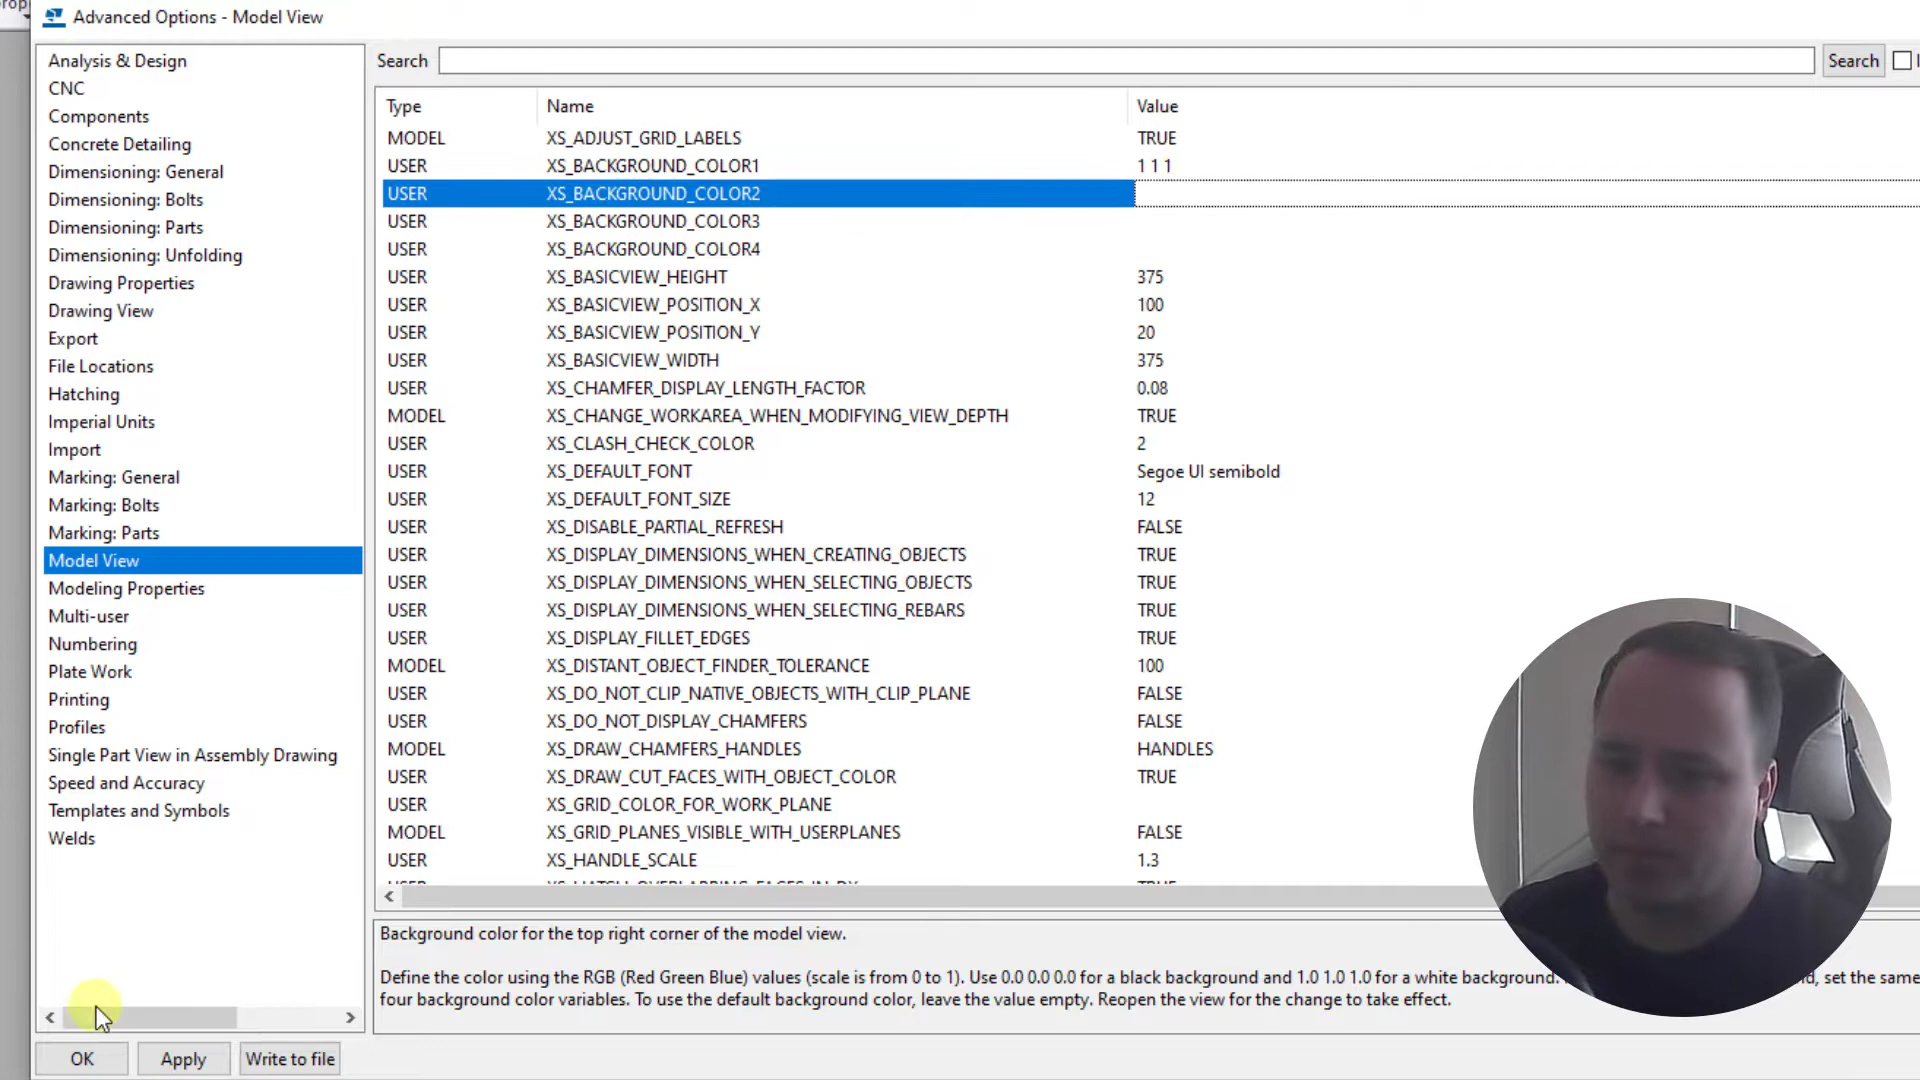 Advanced Options - Model View
Analysis & Design
CNC
Components
Concrete Detailing
Dimensioning: General
Dimensioning: Bolts
Dimensioning: Parts
Dimensioning: Unfolding
Drawing Properties
Drawing View
Export
File Locations
Hatching
Imperial Units
Import
Marking: General
Marking: Bolts
Marking: Parts
Model View
Modeling Properties
Multi-user
Numbering
Plate Work
Printing
Profiles
Single Part View in Assembly Drawing
Speed and Accuracy
Templates and Symbols
Welds
Search Search
Type Name Value
MODEL XS_ADJUST_GRID_LABELS TRUE
USER XS_BACKGROUND_COLOR1 1 1 1
USER XS_BACKGROUND_COLOR2
USER XS_BACKGROUND_COLOR3
USER XS_BACKGROUND_COLOR4
USER XS_BASICVIEW_HEIGHT 375
USER XS_BASICVIEW_POSITION_X 100
USER XS_BASICVIEW_POSITION_Y 20
USER XS_BASICVIEW_WIDTH 375
USER XS_CHAMFER_DISPLAY_LENGTH_FACTOR 0.08
MODEL XS_CHANGE_WORKAREA_WHEN_MODIFYING_VIEW_DEPTH TRUE
USER XS_CLASH_CHECK_COLOR 2
USER XS_DEFAULT_FONT Segoe UI semibold
USER XS_DEFAULT_FONT_SIZE 12
USER XS_DISABLE_PARTIAL_REFRESH FALSE
USER XS_DISPLAY_DIMENSIONS_WHEN_CREATING_OBJECTS TRUE
USER XS_DISPLAY_DIMENSIONS_WHEN_SELECTING_OBJECTS TRUE
USER XS_DISPLAY_DIMENSIONS_WHEN_SELECTING_REBARS TRUE
USER XS_DISPLAY_FILLET_EDGES TRUE
MODEL XS_DISTANT_OBJECT_FINDER_TOLERANCE 100
USER XS_DO_NOT_CLIP_NATIVE_OBJECTS_WITH_CLIP_PLANE FALSE
USER XS_DO_NOT_DISPLAY_CHAMFERS FALSE
MODEL XS_DRAW_CHAMFERS_HANDLES HANDLES
USER XS_DRAW_CUT_FACES_WITH_OBJECT_COLOR TRUE
USER XS_GRID_COLOR_FOR_WORK_PLANE
MODEL XS_GRID_PLANES_VISIBLE_WITH_USERPLANES FALSE
USER XS_HANDLE_SCALE 1.3
Background color for the top right corner of the model view.
Define the color using the RGB (Red Green Blue) values (scale is from 0 to 1). Use 0.0 0.0 0.0 for a black background and 1.0 1.0 1.0 for a white background. set the same
four background color variables. To use the default background color, leave the value empty. Reopen the view for the change to take effect.
OK Apply Write to file